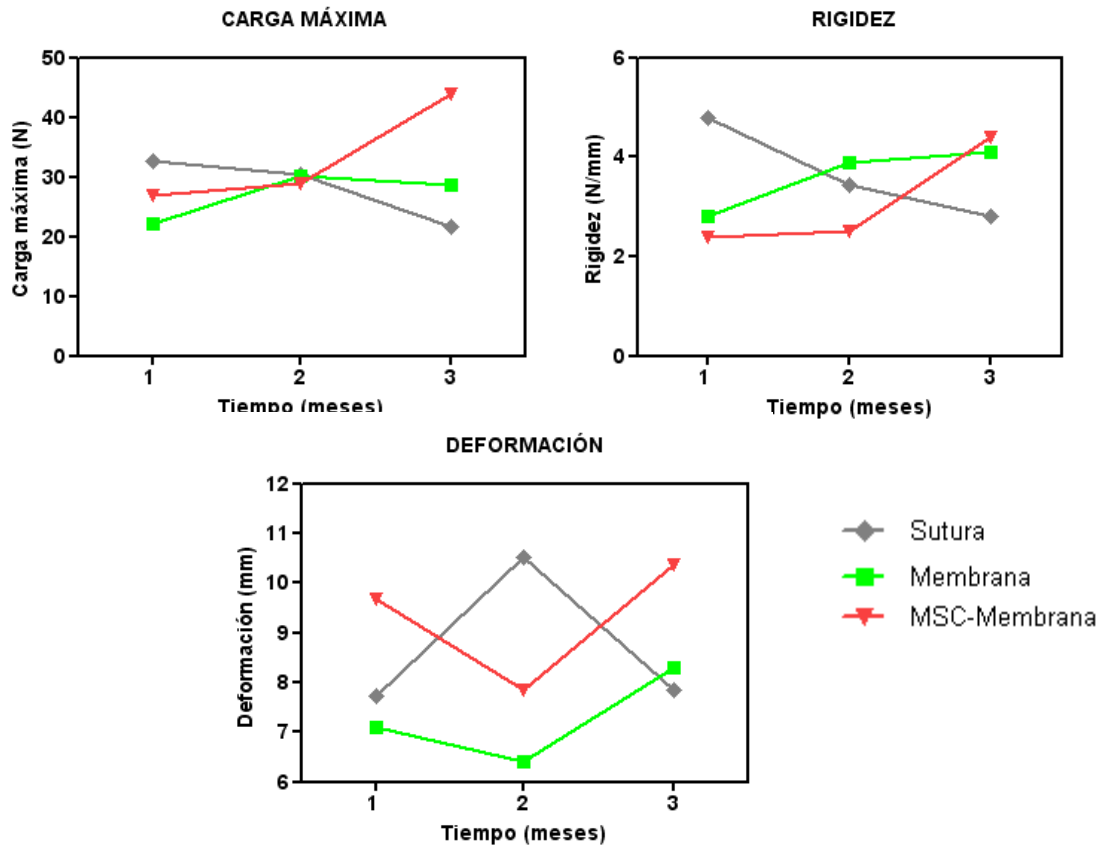 CARGA MÁXIMA
Carga máxima (N)
50
40
30
20
10
0
1 2 3
Tiempo (meses)
RIGIDEZ
Rigidez (N/mm)
6
4
2
0
1 2 3
Tiempo (meses)
DEFORMACIÓN
Deformación (mm)
12
11
10
9
8
7
6
1 2 3
Tiempo (meses)
Sutura
Membrana
MSC-Membrana